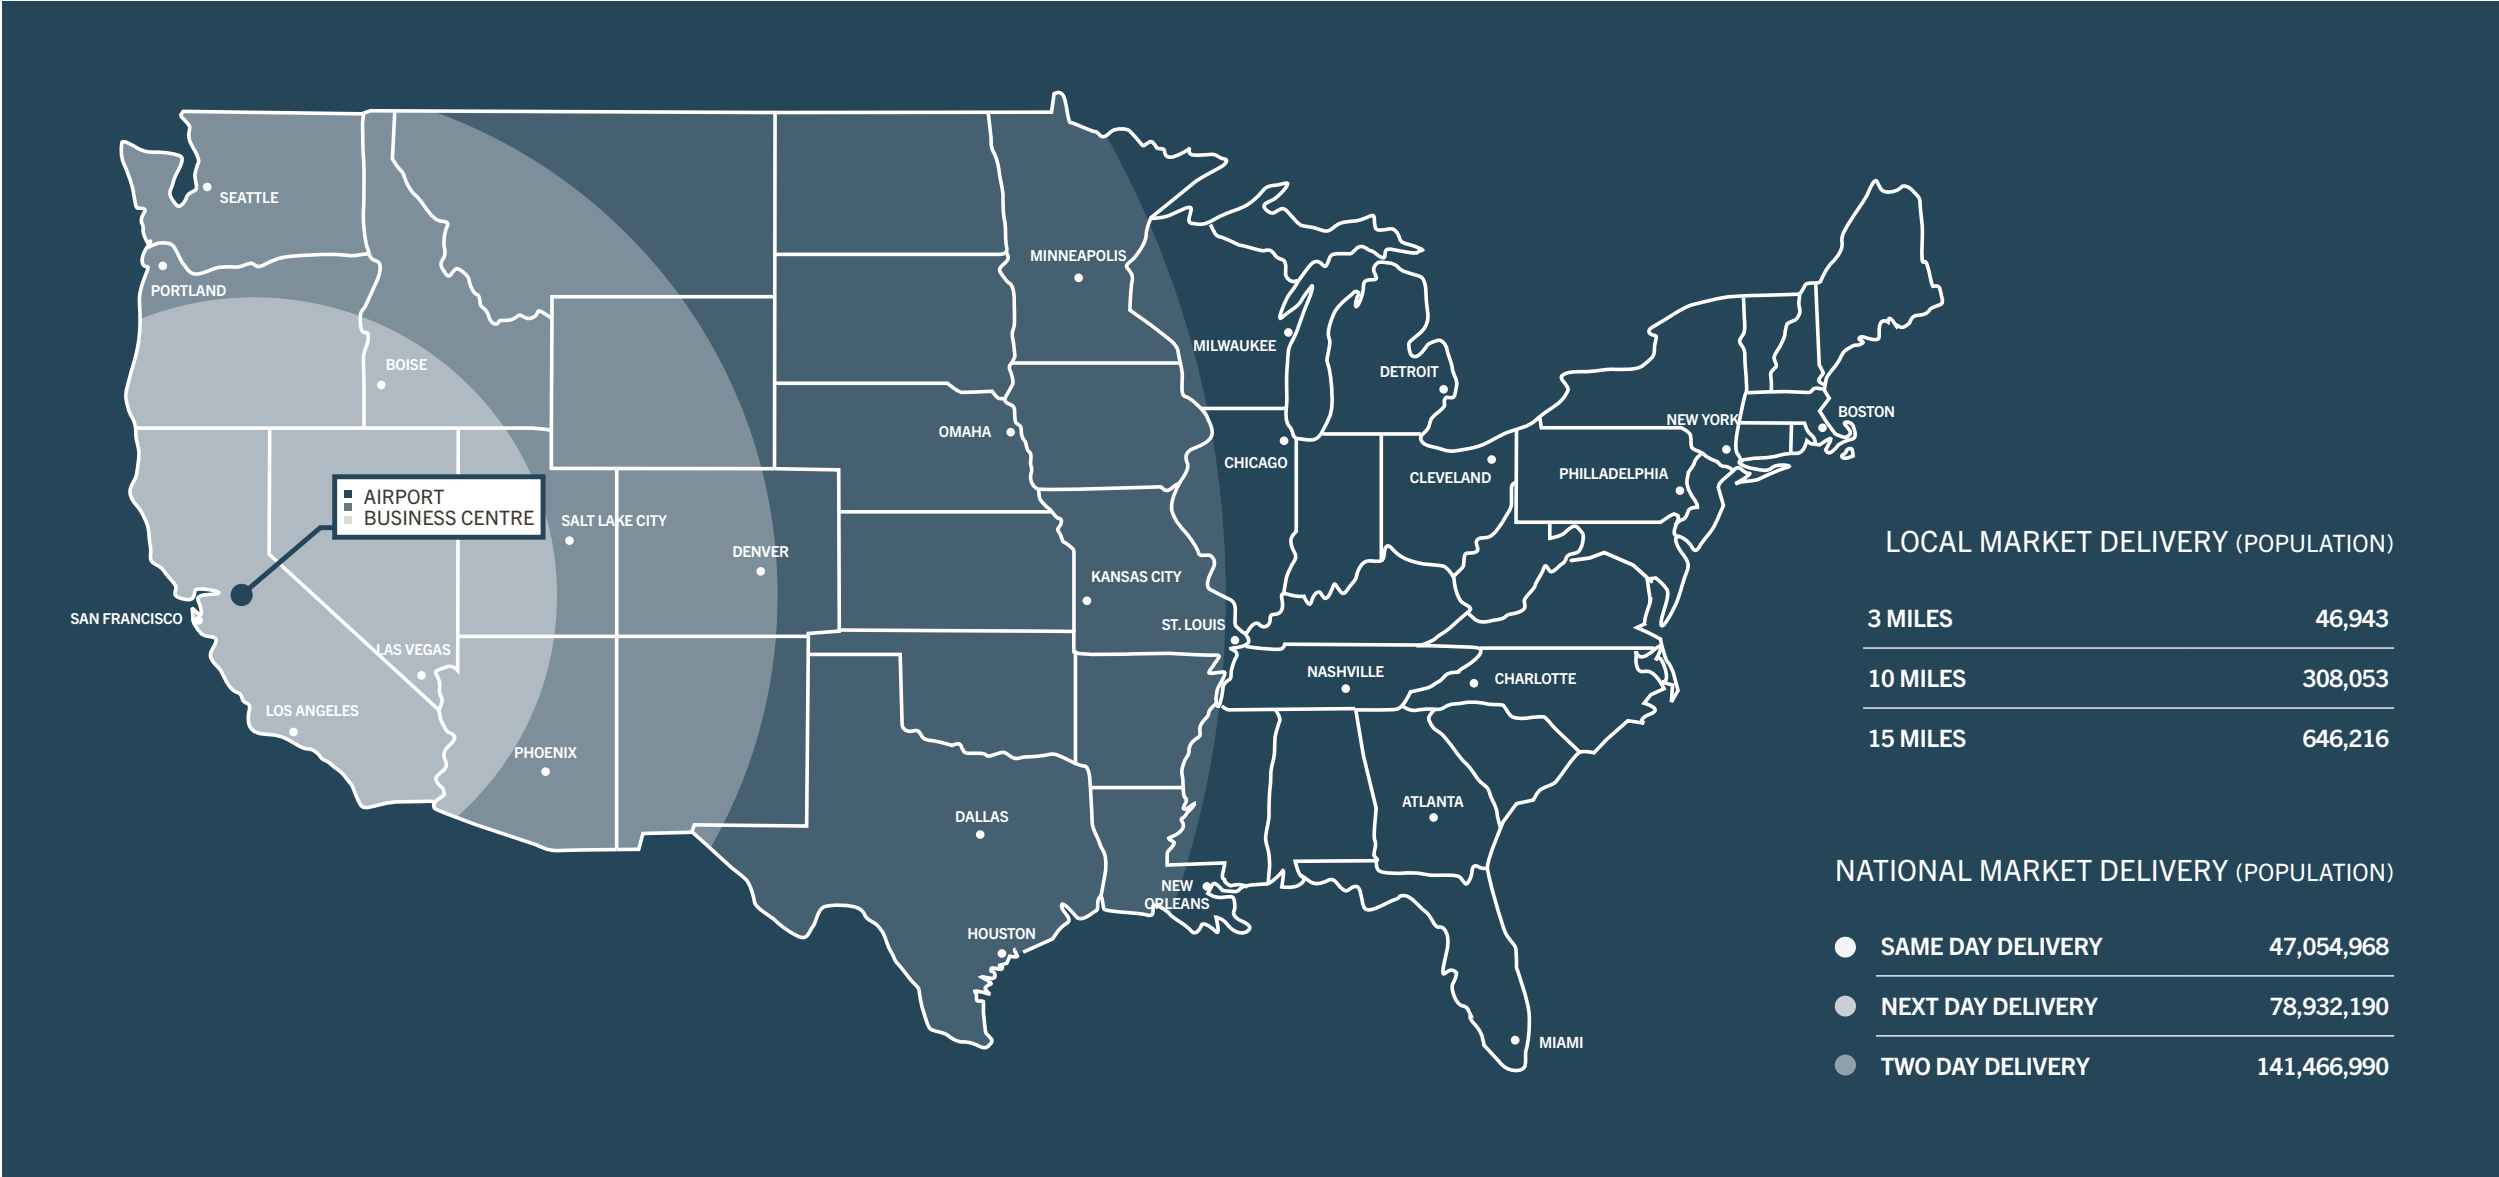 SEATTLE
PORTLAND
BOISE
MINNEAPOLIS
MILWAUKEE
DETROIT
NEW YORK
BOSTON
OMAHA
CHICAGO
CLEVELAND
PHILLADELPHIA
AIRPORT
BUSINESS CENTRE
SALT LAKE CITY
DENVER
KANSAS CITY
SAN FRANCISCO
ST. LOUIS
LAS VEGAS
NASHVILLE
CHARLOTTE
LOS ANGELES
PHOENIX
ATLANTA
DALLAS
NEW
ORLEANS
HOUSTON
MIAMI
LOCAL MARKET DELIVERY (POPULATION)
3 MILES 46,943
10 MILES 308,053
15 MILES 646,216
NATIONAL MARKET DELIVERY (POPULATION)
SAME DAY DELIVERY 47,054,968
NEXT DAY DELIVERY 78,932,190
TWO DAY DELIVERY 141,466,990